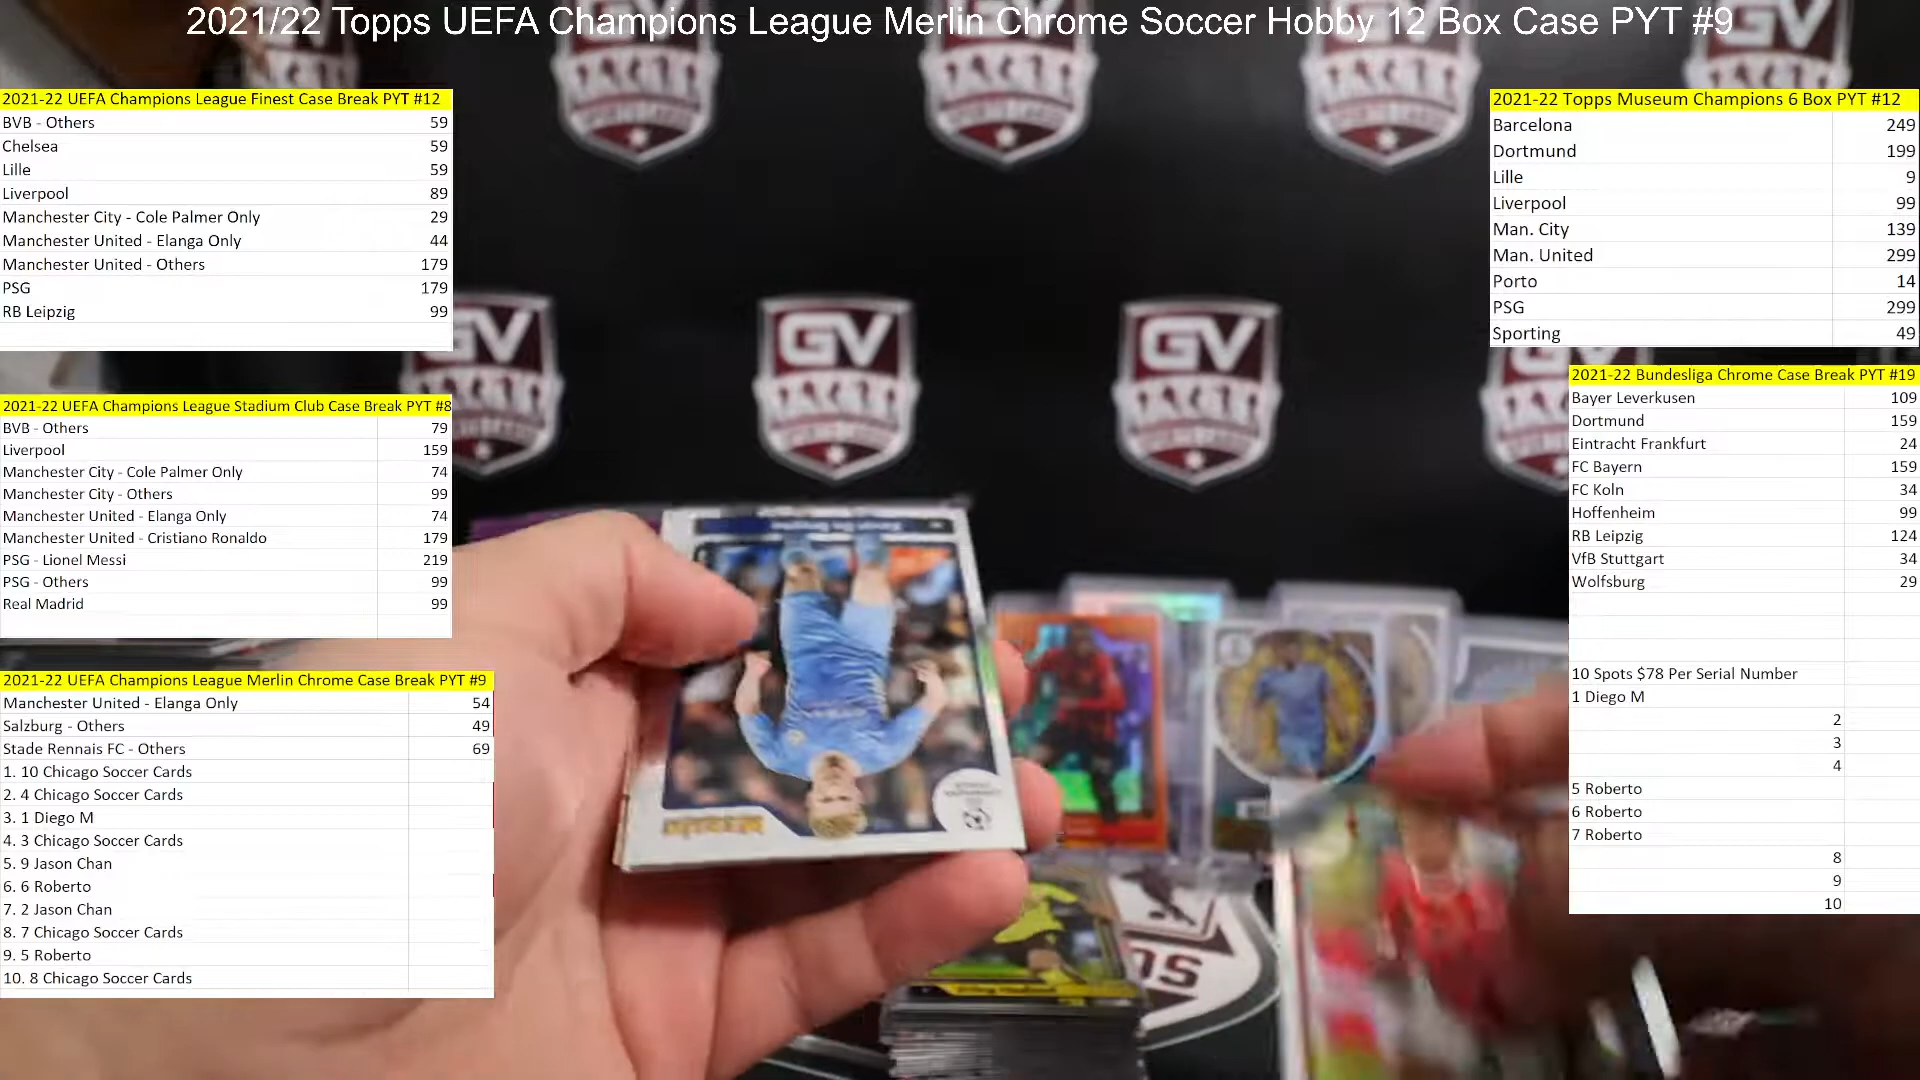 2021/22 Topps UEFA Champions League Merlin Chrome Soccer Hobby 12 Box Case PYT #9
2021-22 UEFA Champions League Finest Case Break PYT #12
BVB - Others 59
Chelsea 59
Lille 59
Liverpool 89
Manchester City - Cole Palmer Only 29
Manchester United - Elanga Only 44
Manchester United - Others 179
PSG 179
RB Leipzig 99
2021-22 UEFA Champions League Stadium Club Case Break PYT #8
BVB - Others 79
Liverpool 159
Manchester City - Cole Palmer Only 74
Manchester City - Others 99
Manchester United - Elanga Only 74
Manchester United - Cristiano Ronaldo 179
PSG - Lionel Messi 219
PSG - Others 99
Real Madrid 99
2021-22 UEFA Champions League Merlin Chrome Case Break PYT #9
Manchester United - Elanga Only 54
Salzburg - Others 49
Stade Rennais FC - Others 69
1. 10 Chicago Soccer Cards
2. 4 Chicago Soccer Cards
3. 1 Diego M
4. 3 Chicago Soccer Cards
5. 9 Jason Chan
6. 6 Roberto
7. 2 Jason Chan
8. 7 Chicago Soccer Cards
9. 5 Roberto
10. 8 Chicago Soccer Cards
2021-22 Topps Museum Champions 6 Box PYT #12
Barcelona 249
Dortmund 199
Lille 9
Liverpool 99
Man. City 139
Man. United 299
Porto 14
PSG 299
Sporting 49
2021-22 Bundesliga Chrome Case Break PYT #19
Bayer Leverkusen 109
Dortmund 159
Eintracht Frankfurt 24
FC Bayern 159
FC Koln 34
Hoffenheim 99
RB Leipzig 124
VfB Stuttgart 34
Wolfsburg 29
10 Spots $78 Per Serial Number
1 Diego M
2
3
4
5 Roberto
6 Roberto
7 Roberto
8
9
10
GV
GV
GV
GV
GV
GV
Merlin